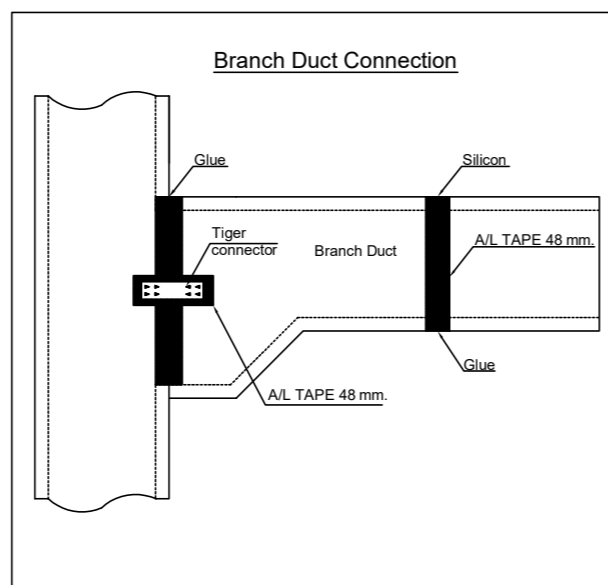 Branch Duct Connection
Glue
Silicon
Tiger
connector
Branch Duct
A/L TAPE 48 mm.
Glue
A/L TAPE 48 mm.